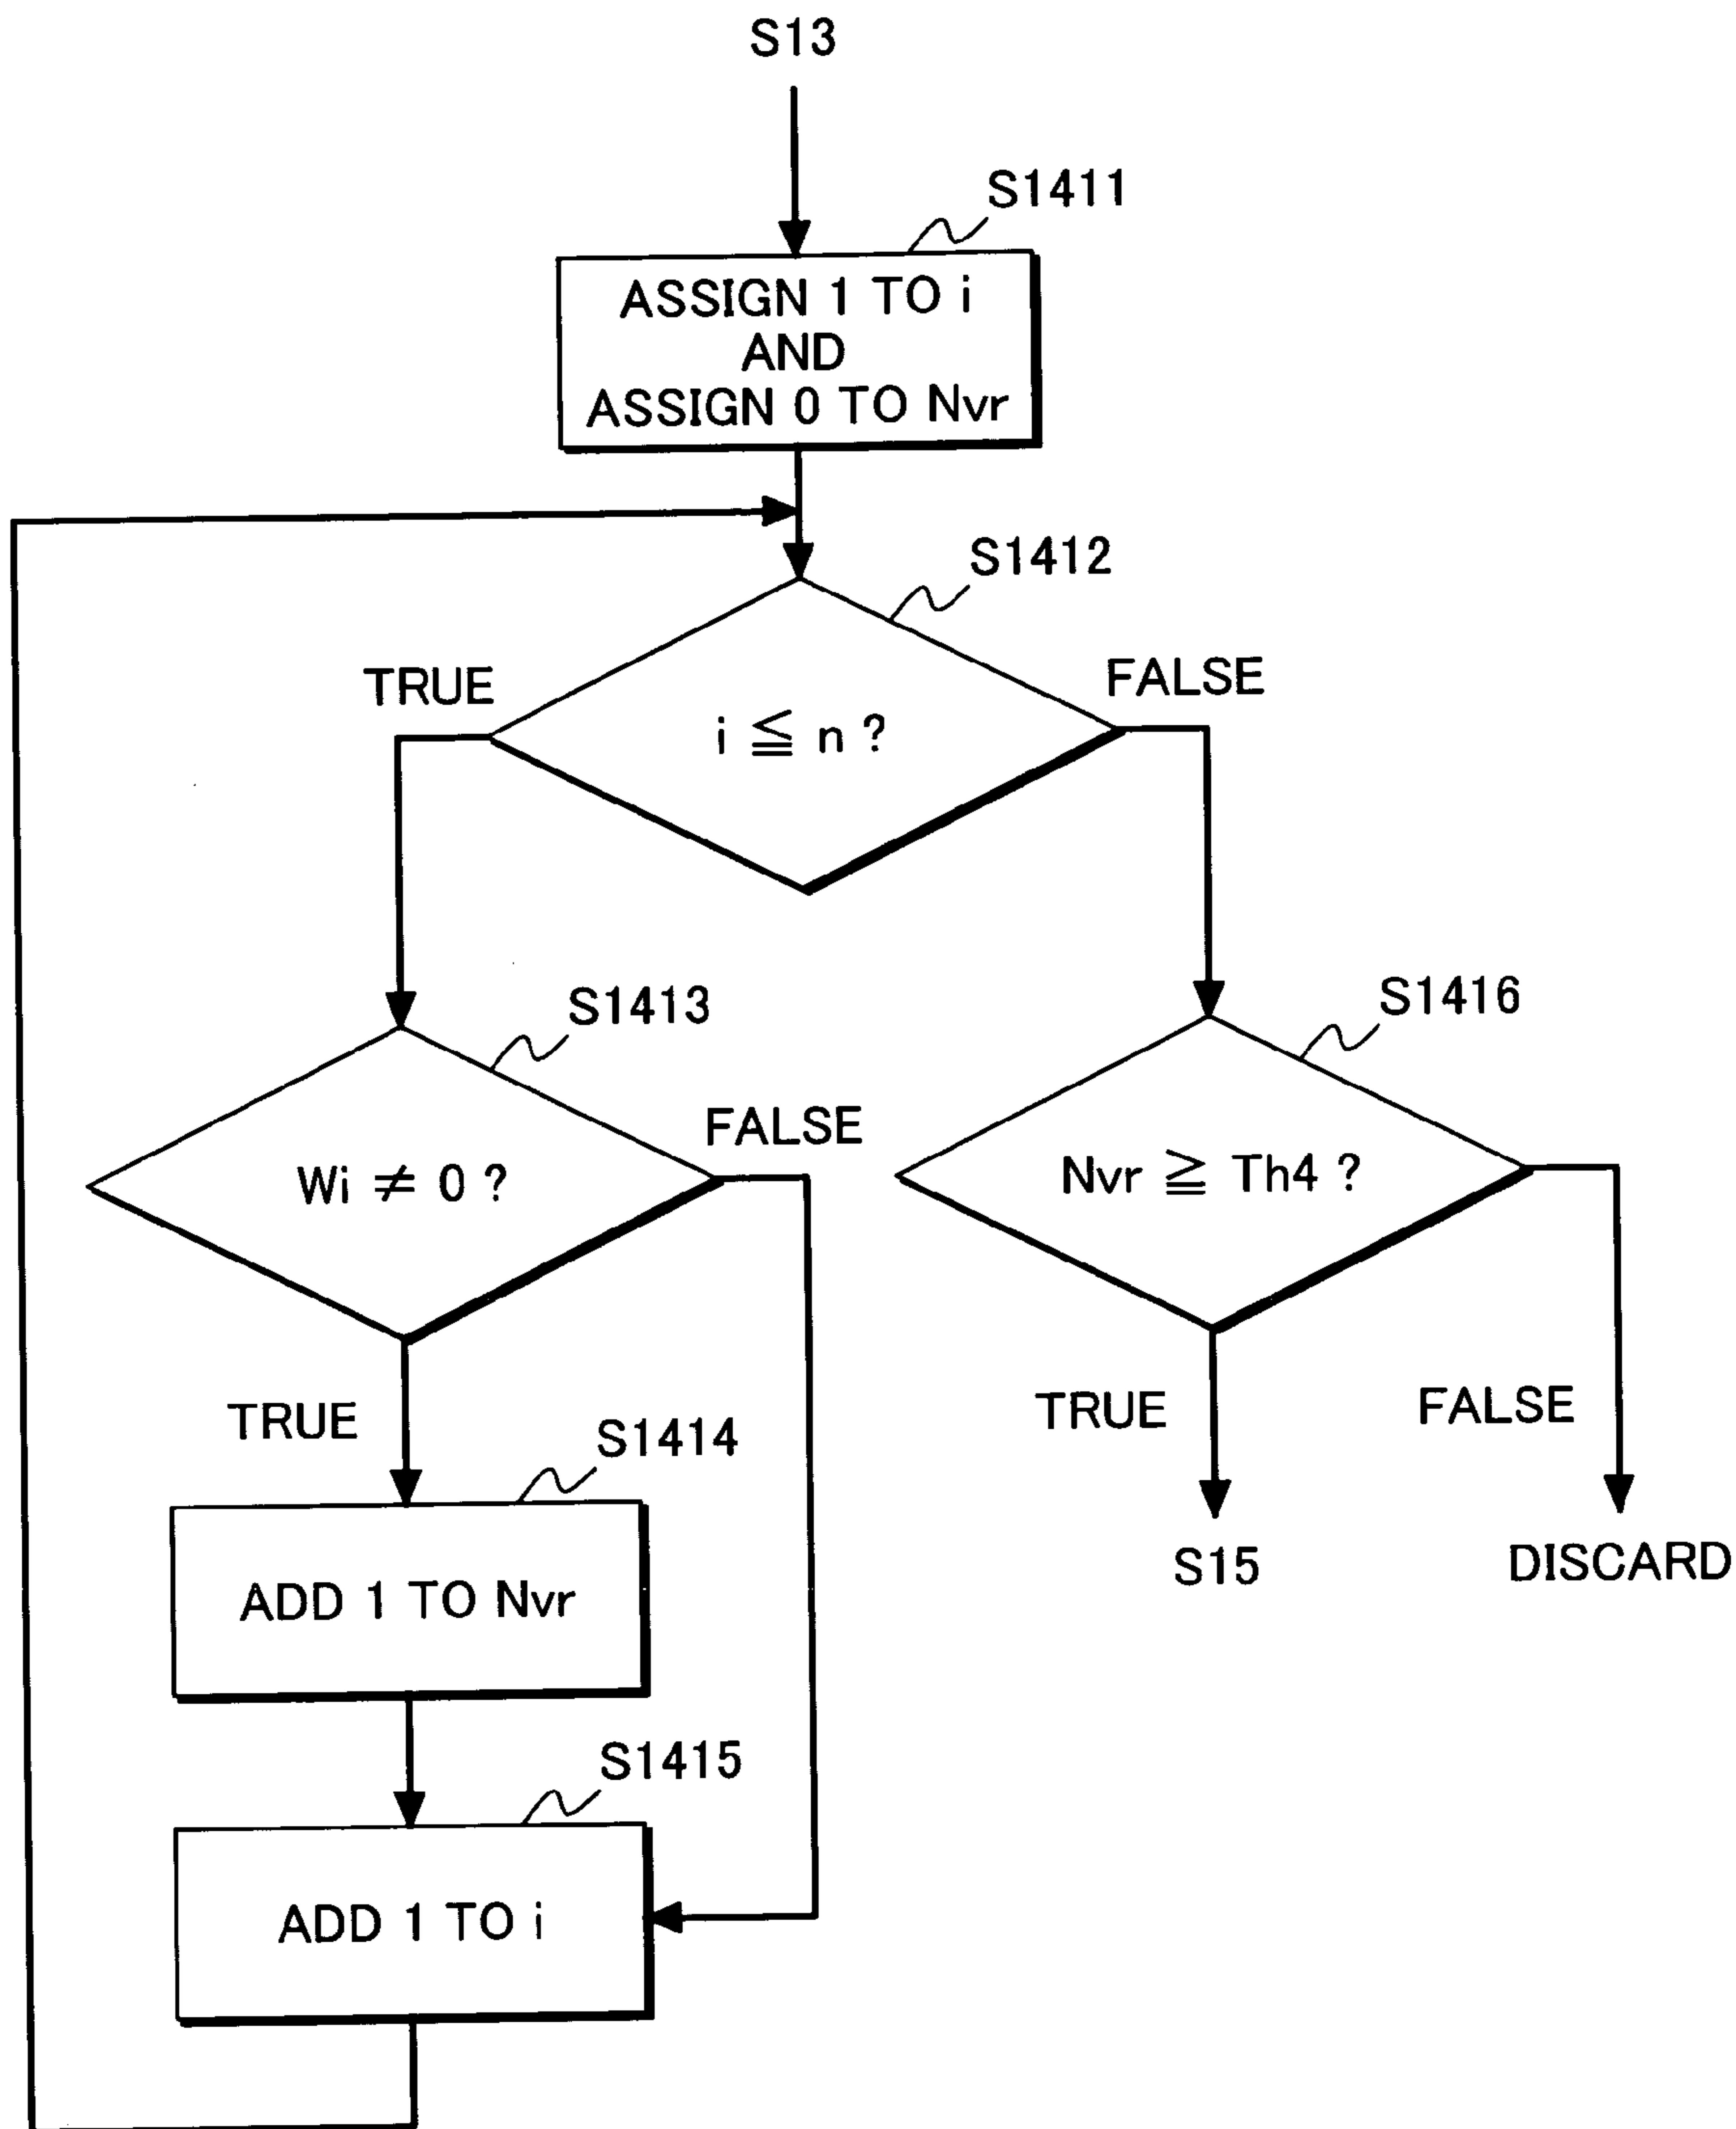 S13
S1411
ASSIGN 1 TO i
AND
ASSIGN 0 TO Nvr
S1412
TRUE
FALSE
i ≦ n ?
S1413
S1416
FALSE
Wi ≠ 0 ?
Nvr ≧ Th4 ?
TRUE
TRUE
FALSE
S1414
ADD 1 TO Nvr
S15
DISCARD
S1415
ADD 1 TO i